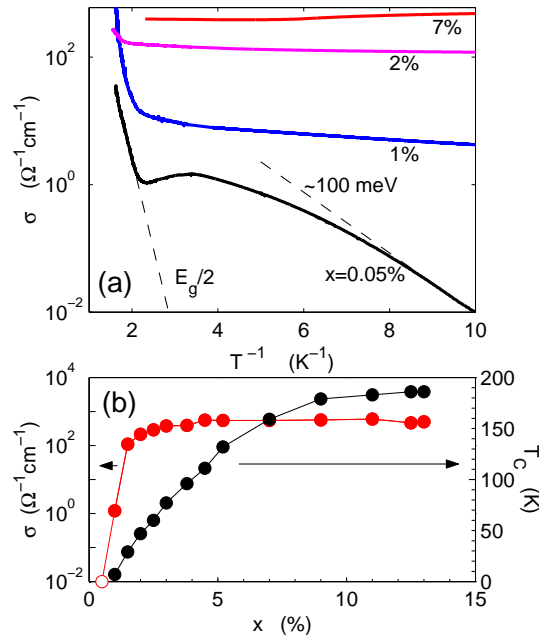 7%
2%
1%
~100 meV
E_g/2
x=0.05%
(a)
10^2
10^0
10^-2
σ (Ω^-1cm^-1)
2 4 6 8 10
T^-1 (K^-1)
(b)
10^4
10^2
10^0
10^-2
σ (Ω^-1cm^-1)
200
150
100
50
0
T_C (K)
0 5 10 15
x (%)